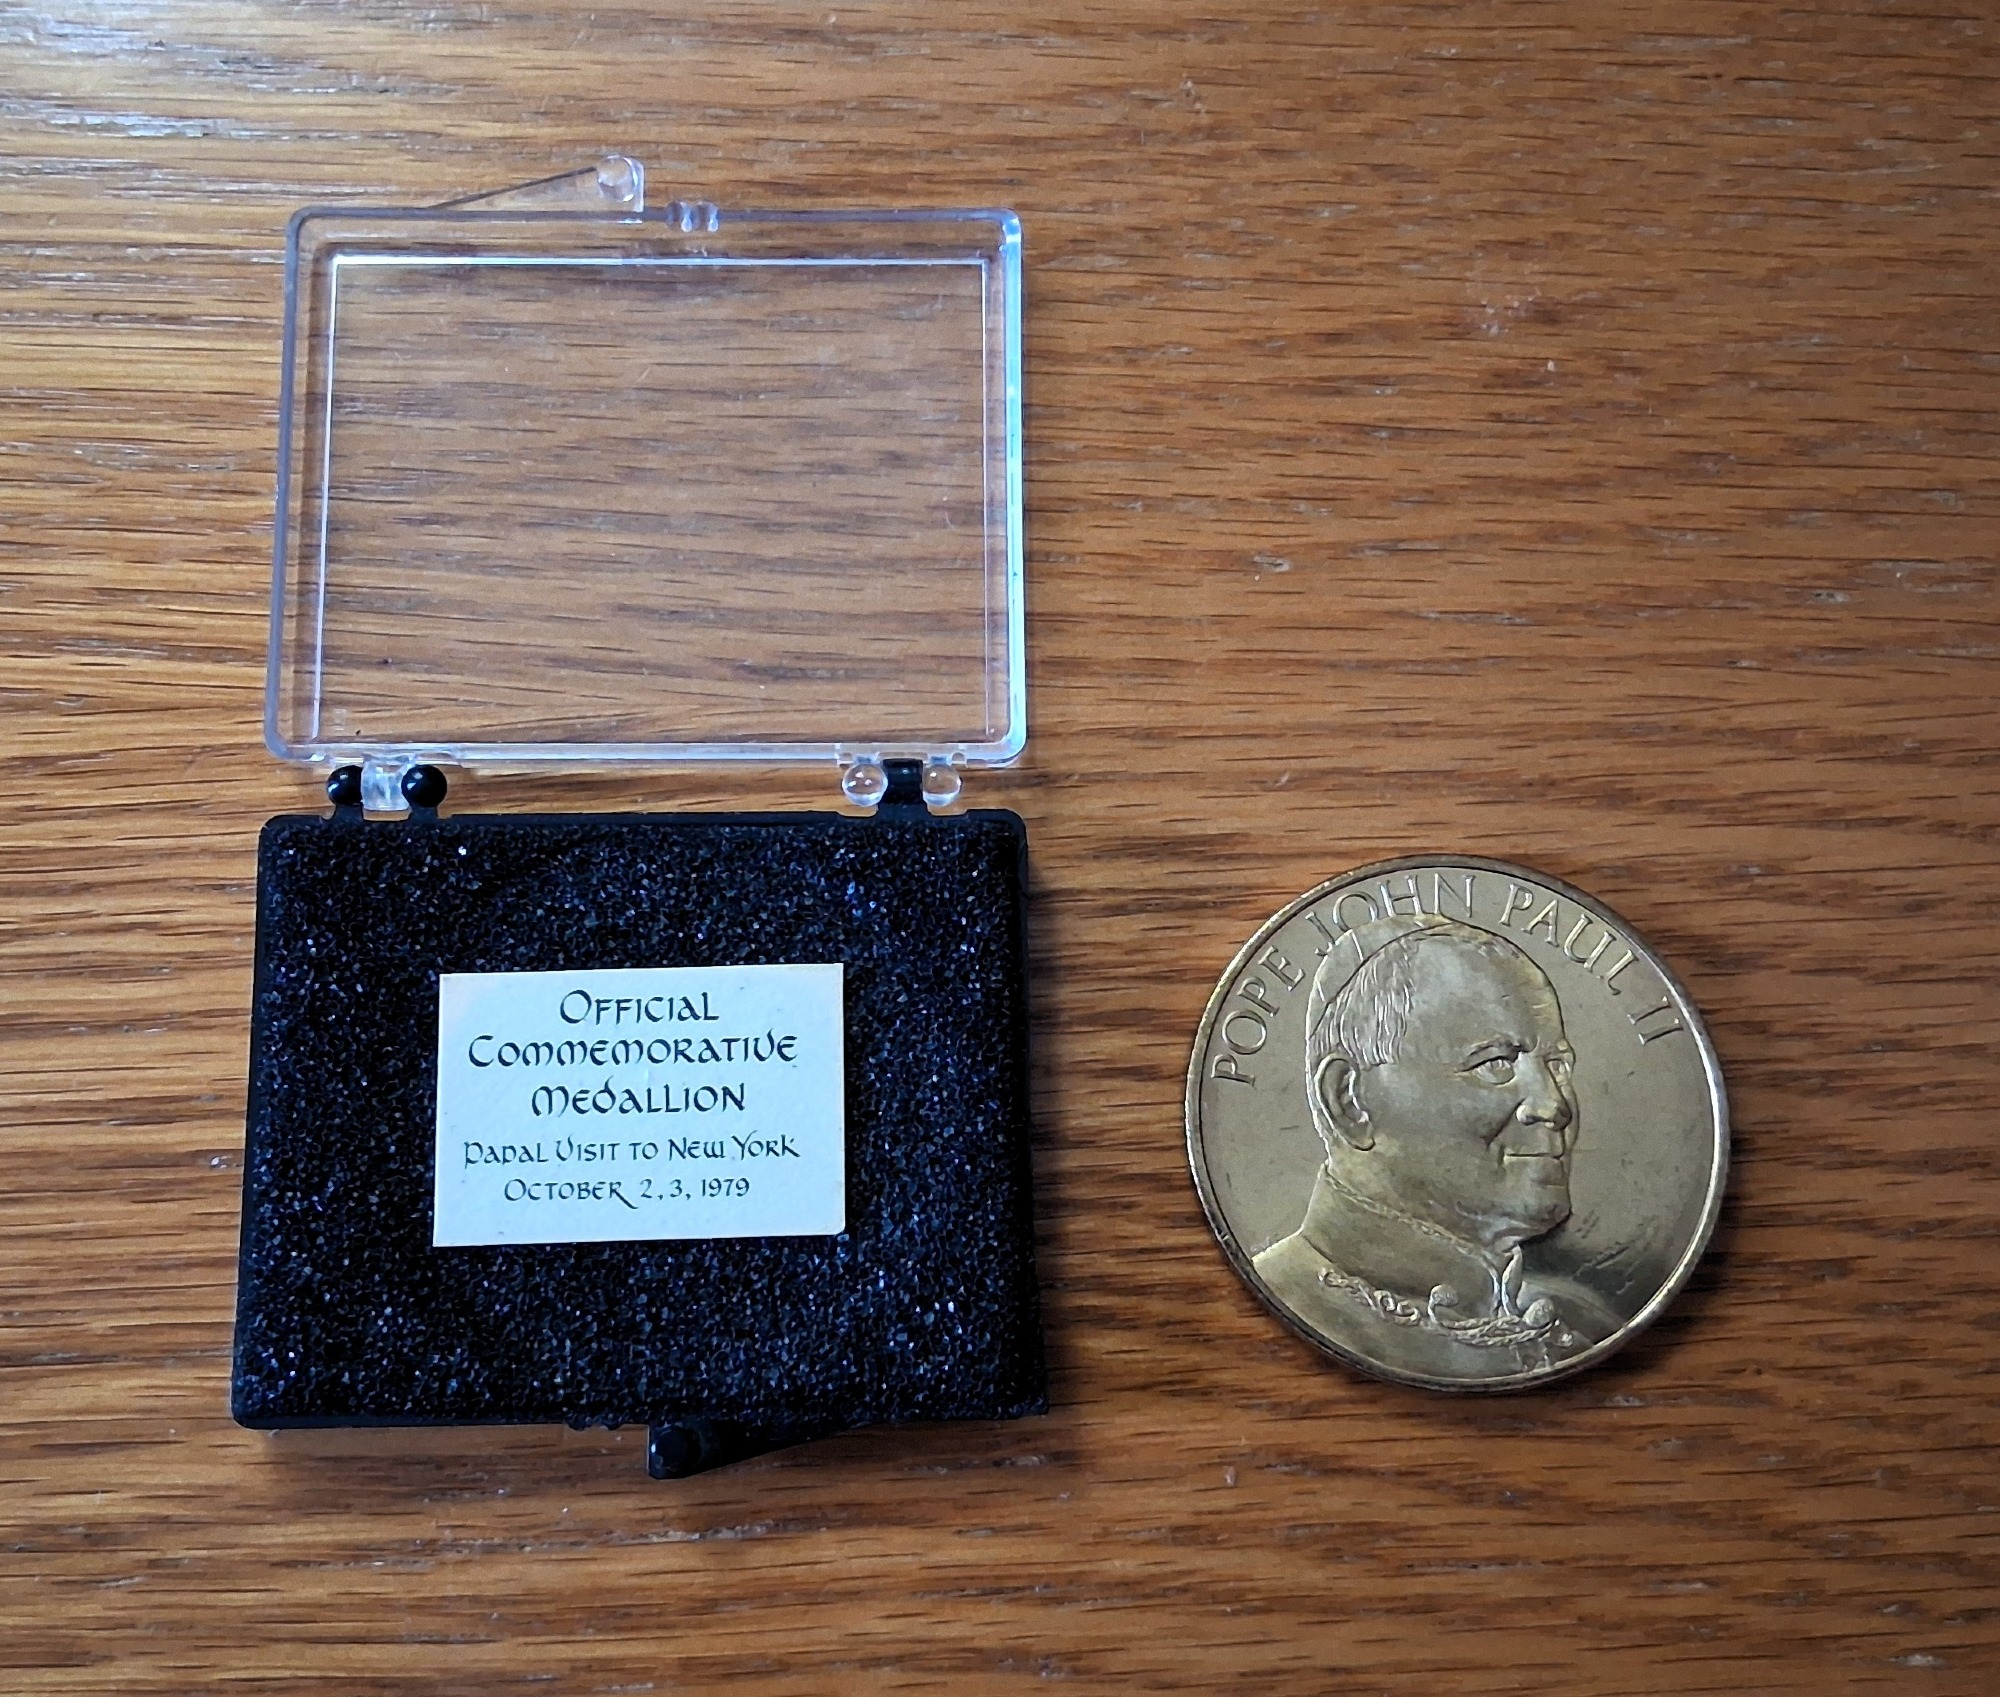 Official
Commemorative
Medallion
Papal Visit to New York
October 2, 3, 1979
POPE JOHN PAUL II